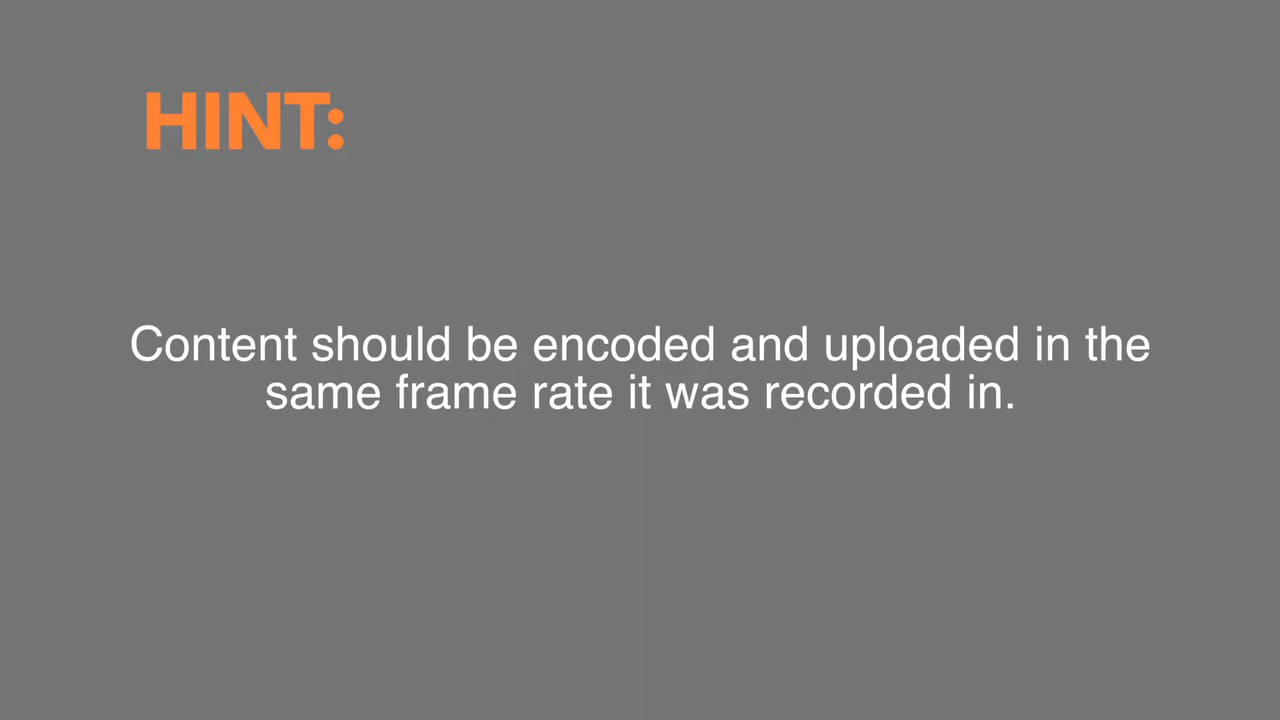 HINT:
Content should be encoded and uploaded in the
same frame rate it was recorded in.